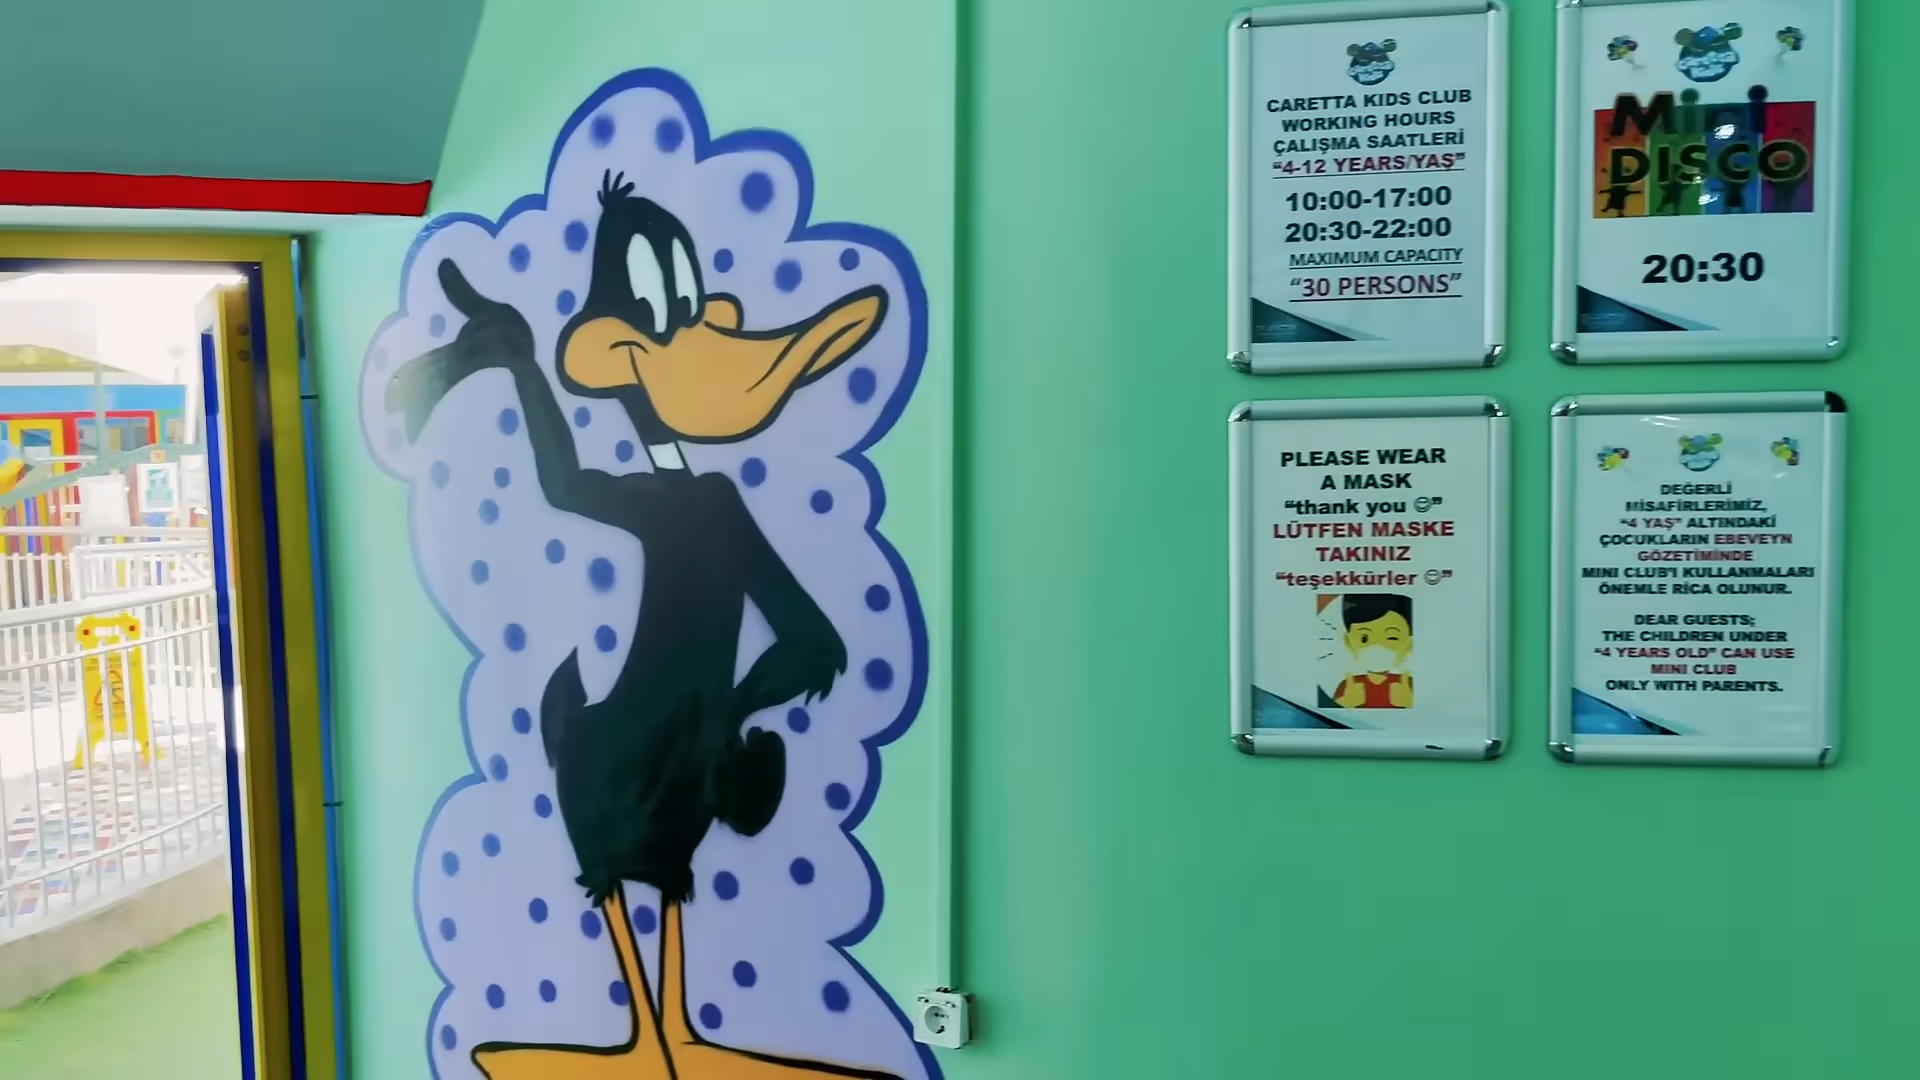 CARETTA KIDS CLUB
WORKING HOURS
ÇALIŞMA SAATLERİ
“4-12 YEARS/YAŞ”
10:00-17:00
20:30-22:00
MAXIMUM CAPACITY
“30 PERSONS”
Mini
DISCO
20:30
PLEASE WEAR
A MASK
“thank you ☺”
LÜTFEN MASKE
TAKINIZ
“teşekkürler ☺”
DEĞERLİ
MİSAFİRLERİMİZ,
“4 YAŞ” ALTINDAKİ
ÇOCUKLARIN EBEVEYN
GÖZETİMİNDE
MINI CLUB'I KULLANMALARI
ÖNEMLE RİCA OLUNUR.
DEAR GUESTS;
THE CHILDREN UNDER
“4 YEARS OLD” CAN USE
MINI CLUB
ONLY WITH PARENTS.